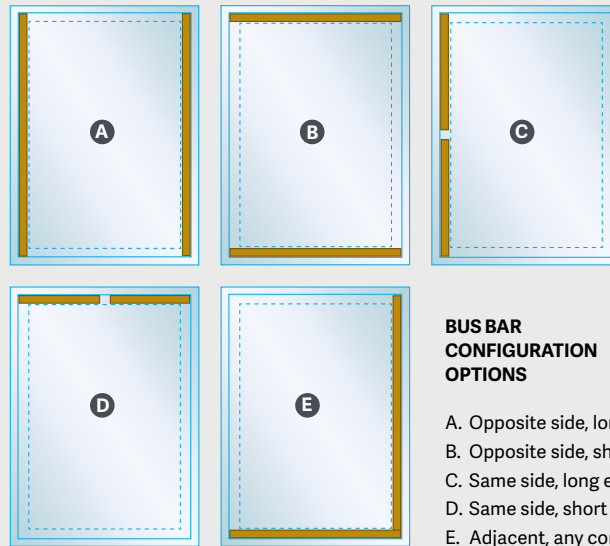 A
B
C
D
E
BUS BAR
CONFIGURATION
OPTIONS
A. Opposite side,
B. Opposite side,
C. Same side, long
D. Same side, short
E. Adjacent, any